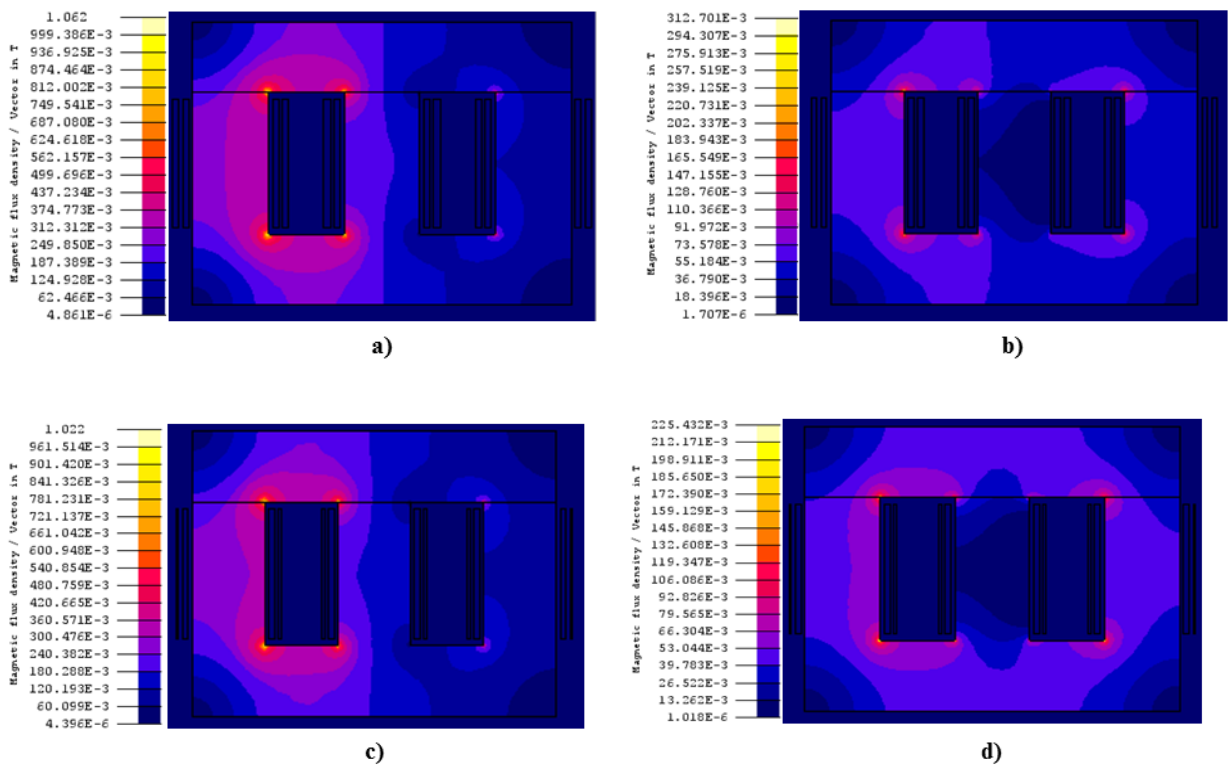 1.062
999.386E-3
936.925E-3
874.464E-3
812.002E-3
749.541E-3
687.080E-3
624.618E-3
562.157E-3
499.696E-3
437.234E-3
374.773E-3
312.312E-3
249.850E-3
187.389E-3
124.928E-3
62.466E-3
4.861E-6
Magnetic flux density / Vector in T
a)
312.701E-3
294.307E-3
275.913E-3
257.519E-3
239.125E-3
220.731E-3
202.337E-3
183.943E-3
165.549E-3
147.155E-3
128.760E-3
110.366E-3
91.972E-3
73.578E-3
55.184E-3
36.790E-3
18.396E-3
1.707E-6
Magnetic flux density / Vector in T
b)
1.022
961.514E-3
901.420E-3
841.326E-3
781.231E-3
721.137E-3
661.042E-3
600.948E-3
540.854E-3
480.759E-3
420.665E-3
360.571E-3
300.476E-3
240.382E-3
180.288E-3
120.193E-3
60.099E-3
4.396E-6
Magnetic flux density / Vector in T
c)
225.432E-3
212.171E-3
198.911E-3
185.650E-3
172.390E-3
159.129E-3
145.868E-3
132.608E-3
119.347E-3
106.086E-3
92.826E-3
79.565E-3
66.304E-3
53.044E-3
39.783E-3
26.522E-3
13.262E-3
1.018E-6
Magnetic flux density / Vector in T
d)